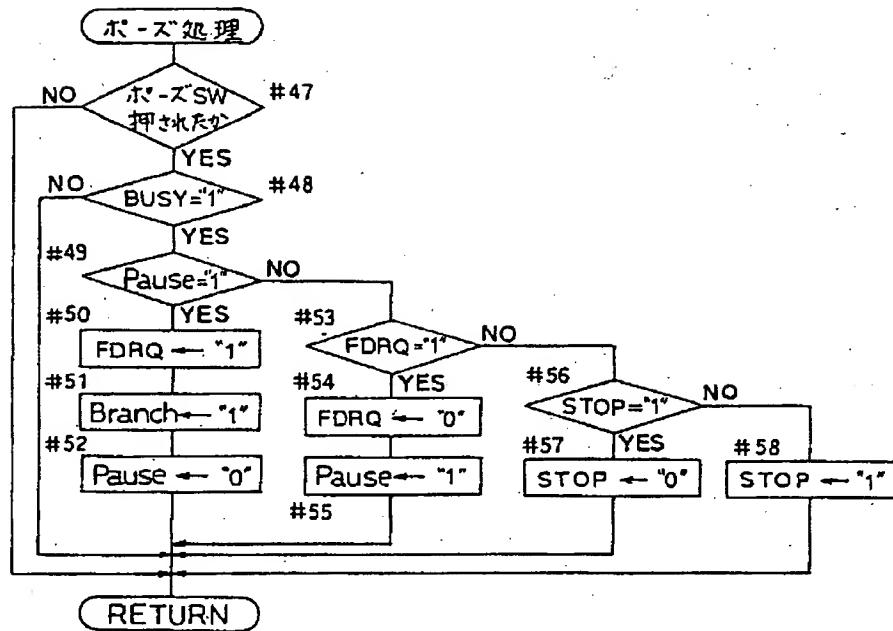 ポーズ処理
NO
ポーズSW
押されたか
#47
YES
NO
BUSY="1"
#48
YES
#49
Pause="1"
NO
#50
YES
#53
FDRQ="1"
NO
FDRQ ← "1"
#51
#54
YES
#56
STOP="1"
NO
Branch ← "1"
FDRQ ← "0"
#52
#57
YES
#58
Pause ← "0"
Pause ← "1"
STOP ← "0"
STOP ← "1"
#55
RETURN